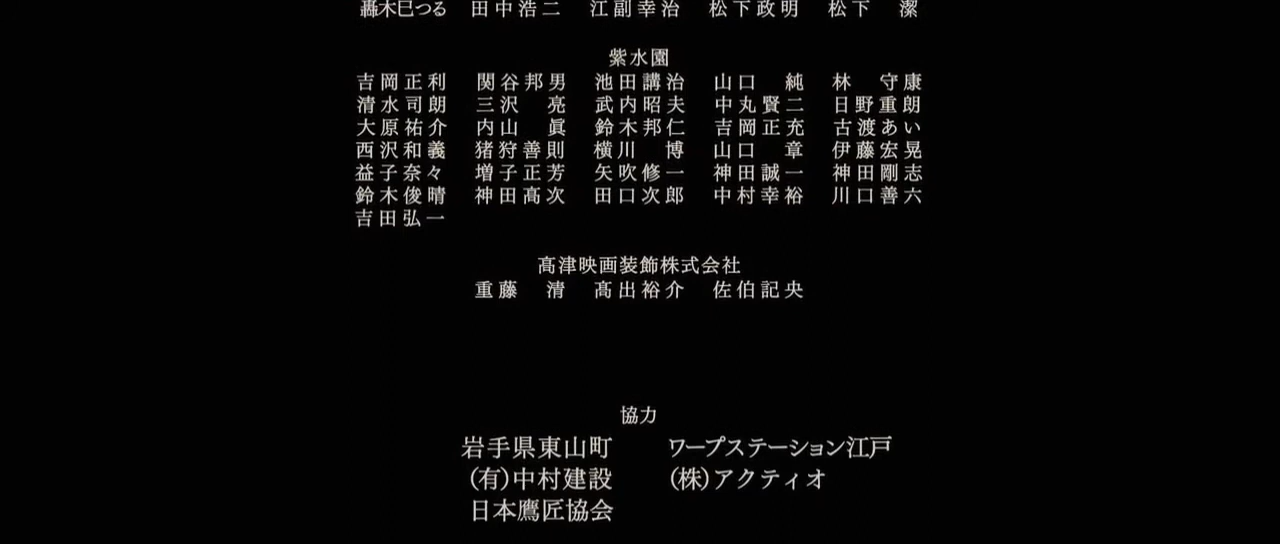 轟木巳つる 田中浩二 江副幸治 松下政明 松下 潔
紫水園
吉岡正利 関谷邦男 池田講治 山口 純 林 守康
清水司朗 三沢 亮 武内昭夫 中丸賢二 日野重朗
大原祐介 内山 眞 鈴木邦仁 吉岡正充 古渡あい
西沢和義 猪狩善則 横川 博 山口 章 伊藤宏晃
益子奈々 増子正芳 矢吹修一 神田誠一 神田剛志
鈴木俊晴 神田髙次 田口次郎 中村幸裕 川口善六
吉田弘一
髙津映画装飾株式会社
重藤 清 髙出裕介 佐伯記央
協力
岩手県東山町 ワープステーション江戸
(有)中村建設 (株)アクティオ
日本鷹匠協会